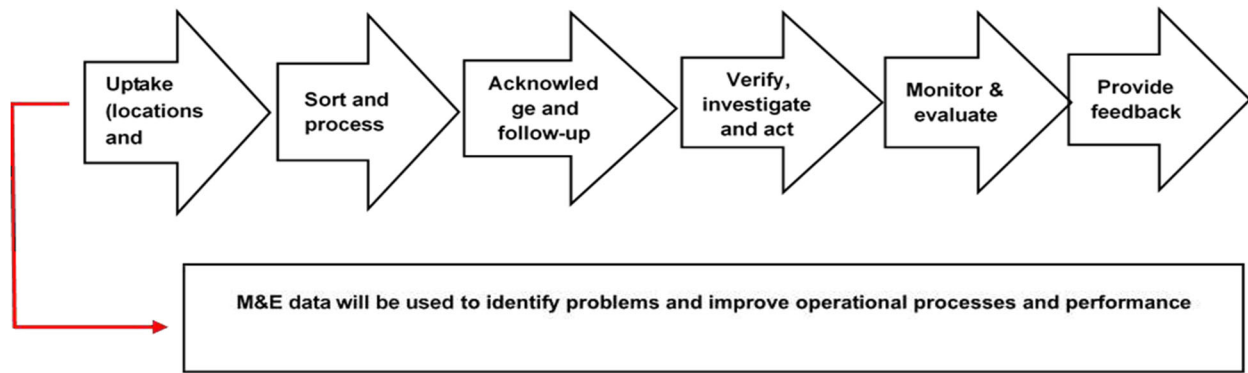 Uptake
(locations
and
Sort and
process
Acknowled
ge and
follow-up
Verify,
investigate
and act
Monitor &
evaluate
Provide
feedback
M&E data will be used to identify problems and improve operational processes and performance